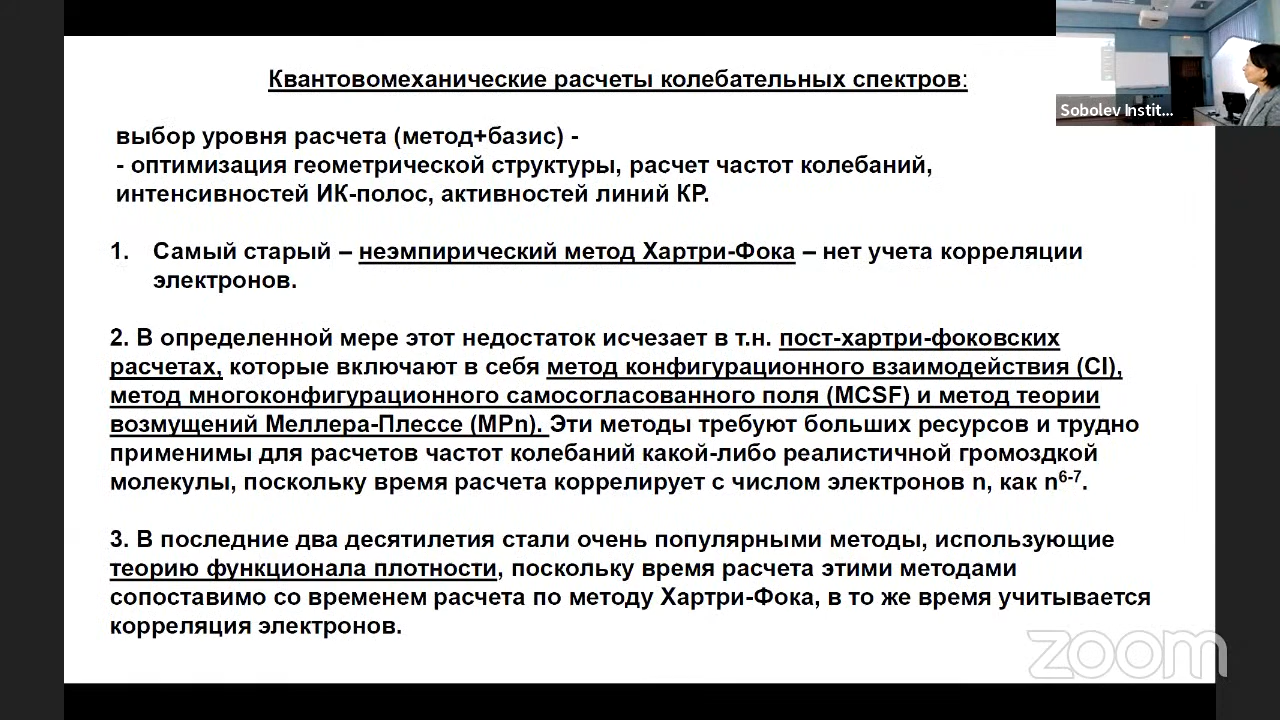 Квантовомеханические расчеты колебательных спектров:
выбор уровня расчета (метод+базис) -
- оптимизация геометрической структуры, расчет частот колебаний,
интенсивностей ИК-полос, активностей линий КР.
1. Самый старый – неэмпирический метод Хартри-Фока – нет учета корреляции
электронов.
2. В определенной мере этот недостаток исчезает в т.н. пост-хартри-фоковских
расчетах, которые включают в себя метод конфигурационного взаимодействия (CI),
метод многоконфигурационного самосогласованного поля (MCSF) и метод теории
возмущений Меллера-Плессе (MPn). Эти методы требуют больших ресурсов и трудно
применимы для расчетов частот колебаний какой-либо реалистичной громоздкой
молекулы, поскольку время расчета коррелирует с числом электронов n, как n⁶⁻⁷.
3. В последние два десятилетия стали очень популярными методы, использующие
теорию функционала плотности, поскольку время расчета этими методами
сопоставимо со временем расчета по методу Хартри-Фока, в то же время учитывается
корреляция электронов.
Sobolev Instit...
zoom